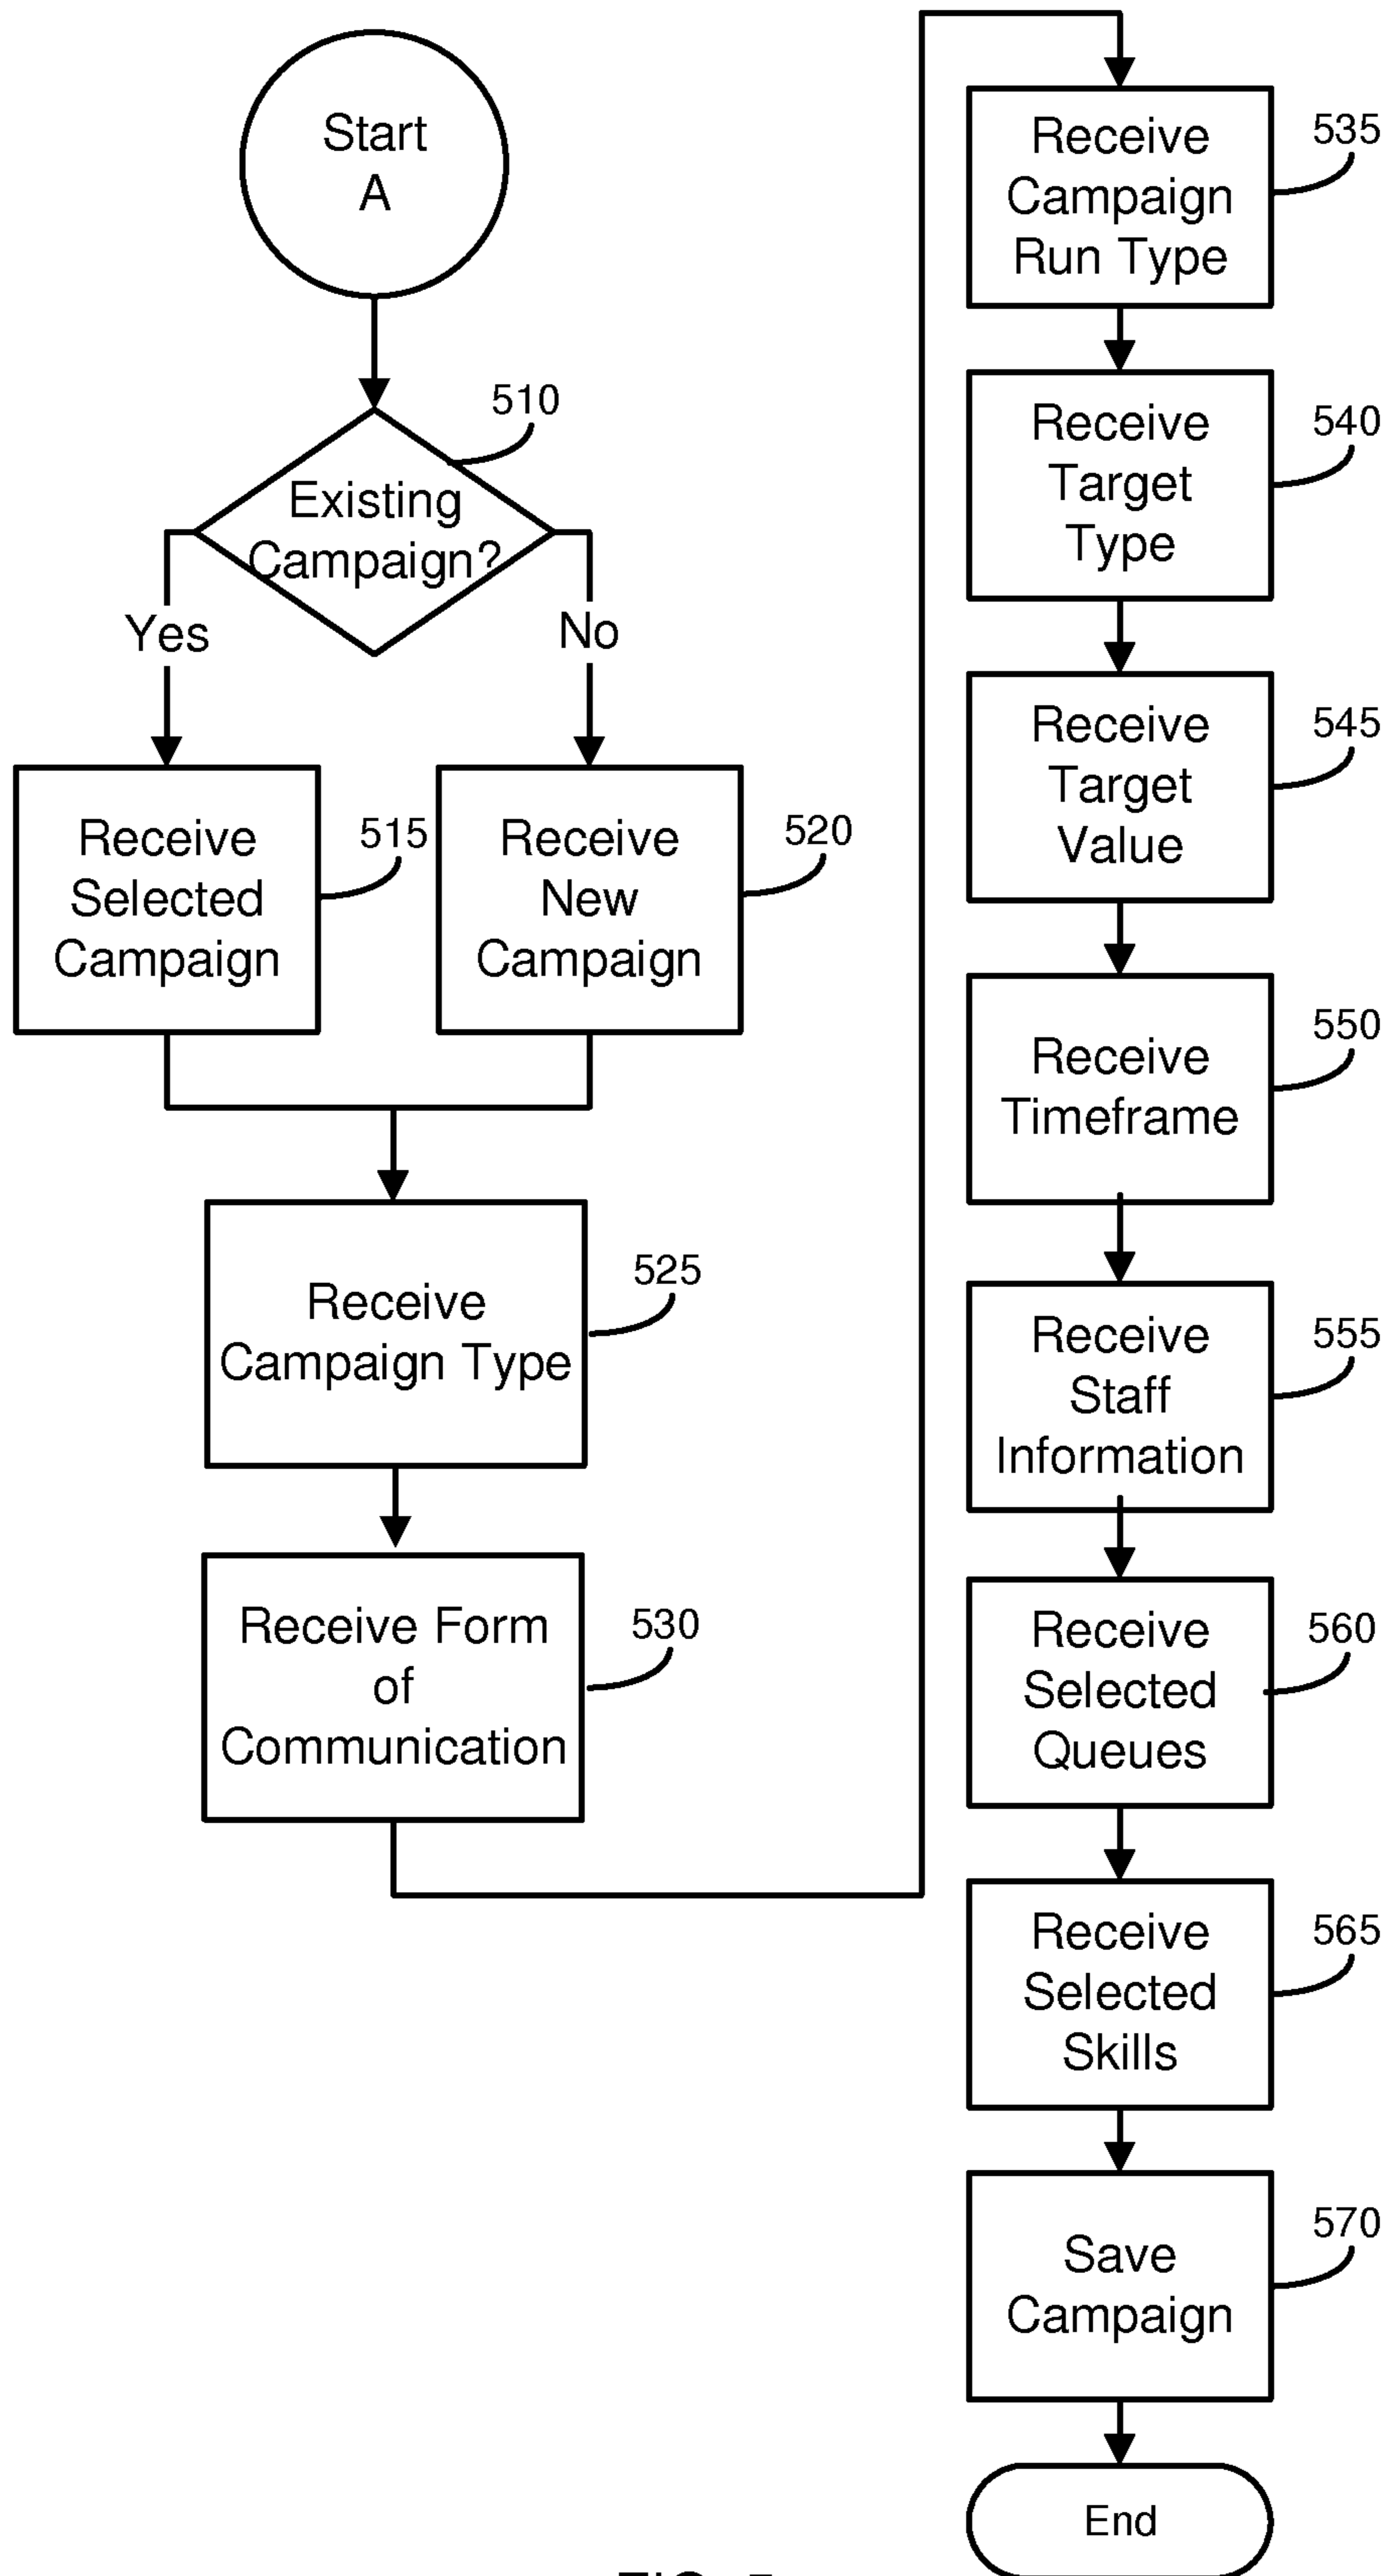 Start
A
510
Existing
Campaign?
Yes
No
Receive
Selected
Campaign
515
Receive
New
Campaign
520
Receive
Campaign Type
525
Receive Form
of
Communication
530
Receive
Campaign
Run Type
535
Receive
Target
Type
540
Receive
Target
Value
545
Receive
Timeframe
550
Receive
Staff
Information
555
Receive
Selected
Queues
560
Receive
Selected
Skills
565
Save
Campaign
570
End